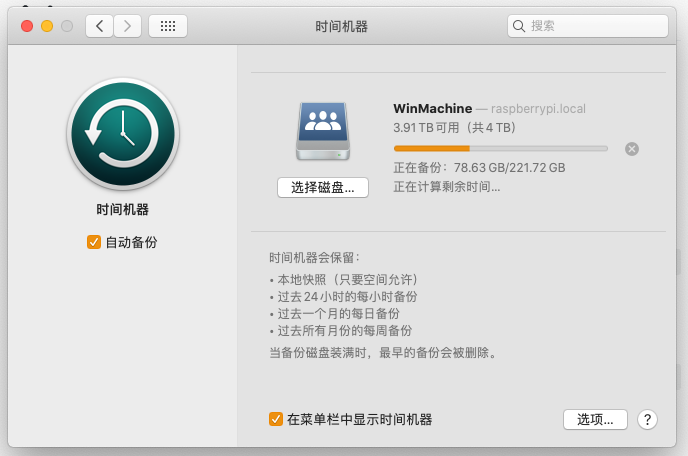 时间机器
搜索
WinMachine — raspberrypi.local
3.91 TB 可用（共 4 TB）
正在备份：78.63 GB/221.72 GB
正在计算剩余时间...
选择磁盘...
时间机器
自动备份
时间机器会保留：
• 本地快照（只要空间允许）
• 过去 24 小时的每小时备份
• 过去一个月的每日备份
• 过去所有月份的每周备份
当备份磁盘装满时，最早的备份会被删除。
在菜单栏中显示时间机器
选项...
?